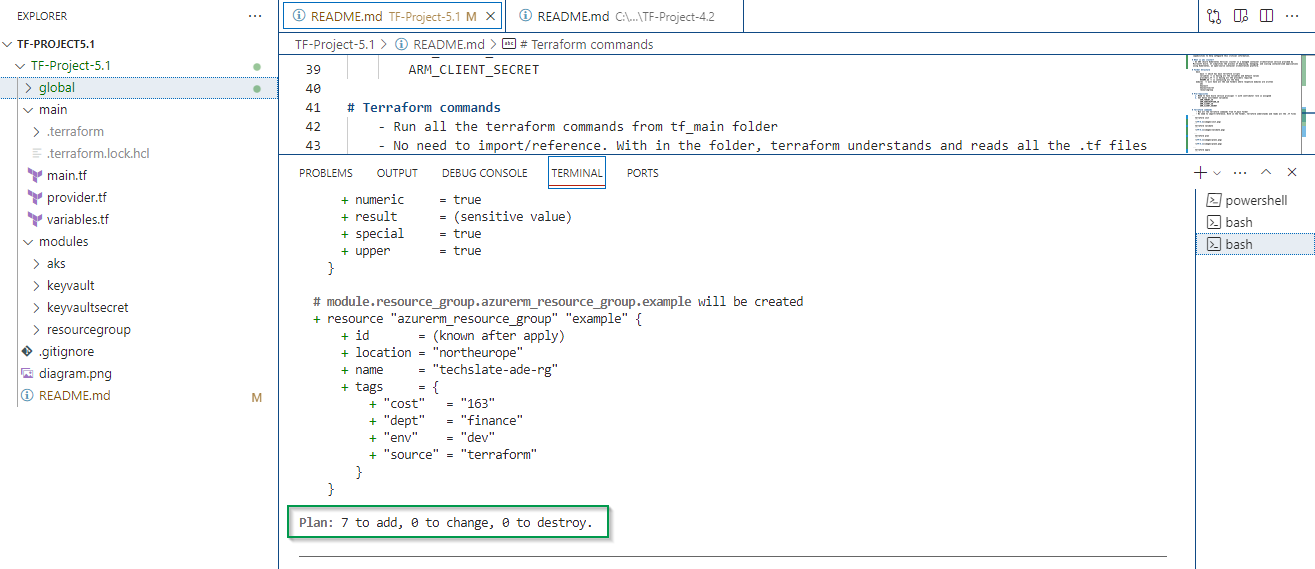 EXPLORER
TF-PROJECT5.1
TF-Project-5.1
global
main
.terraform
.terraform.lock.hcl
main.tf
provider.tf
variables.tf
modules
aks
keyvault
keyvaultsecret
resourcegroup
.gitignore
diagram.png
README.md M
README.md TF-Project-5.1 M
README.md C:\...\TF-Project-4.2
TF-Project-5.1 > README.md > # Terraform commands
39 ARM_CLIENT_SECRET
40
41 # Terraform commands
42 - Run all the terraform commands from tf_main folder
43 - No need to import/reference. With in the folder, terraform understands and reads all the .tf files
PROBLEMS OUTPUT DEBUG CONSOLE TERMINAL PORTS
+ numeric = true
+ result = (sensitive value)
+ special = true
+ upper = true
}
# module.resource_group.azurerm_resource_group.example will be created
+ resource "azurerm_resource_group" "example" {
+ id = (known after apply)
+ location = "northeurope"
+ name = "techslate-ade-rg"
+ tags = {
+ "cost" = "163"
+ "dept" = "finance"
+ "env" = "dev"
+ "source" = "terraform"
}
}
Plan: 7 to add, 0 to change, 0 to destroy.
powershell
bash
bash